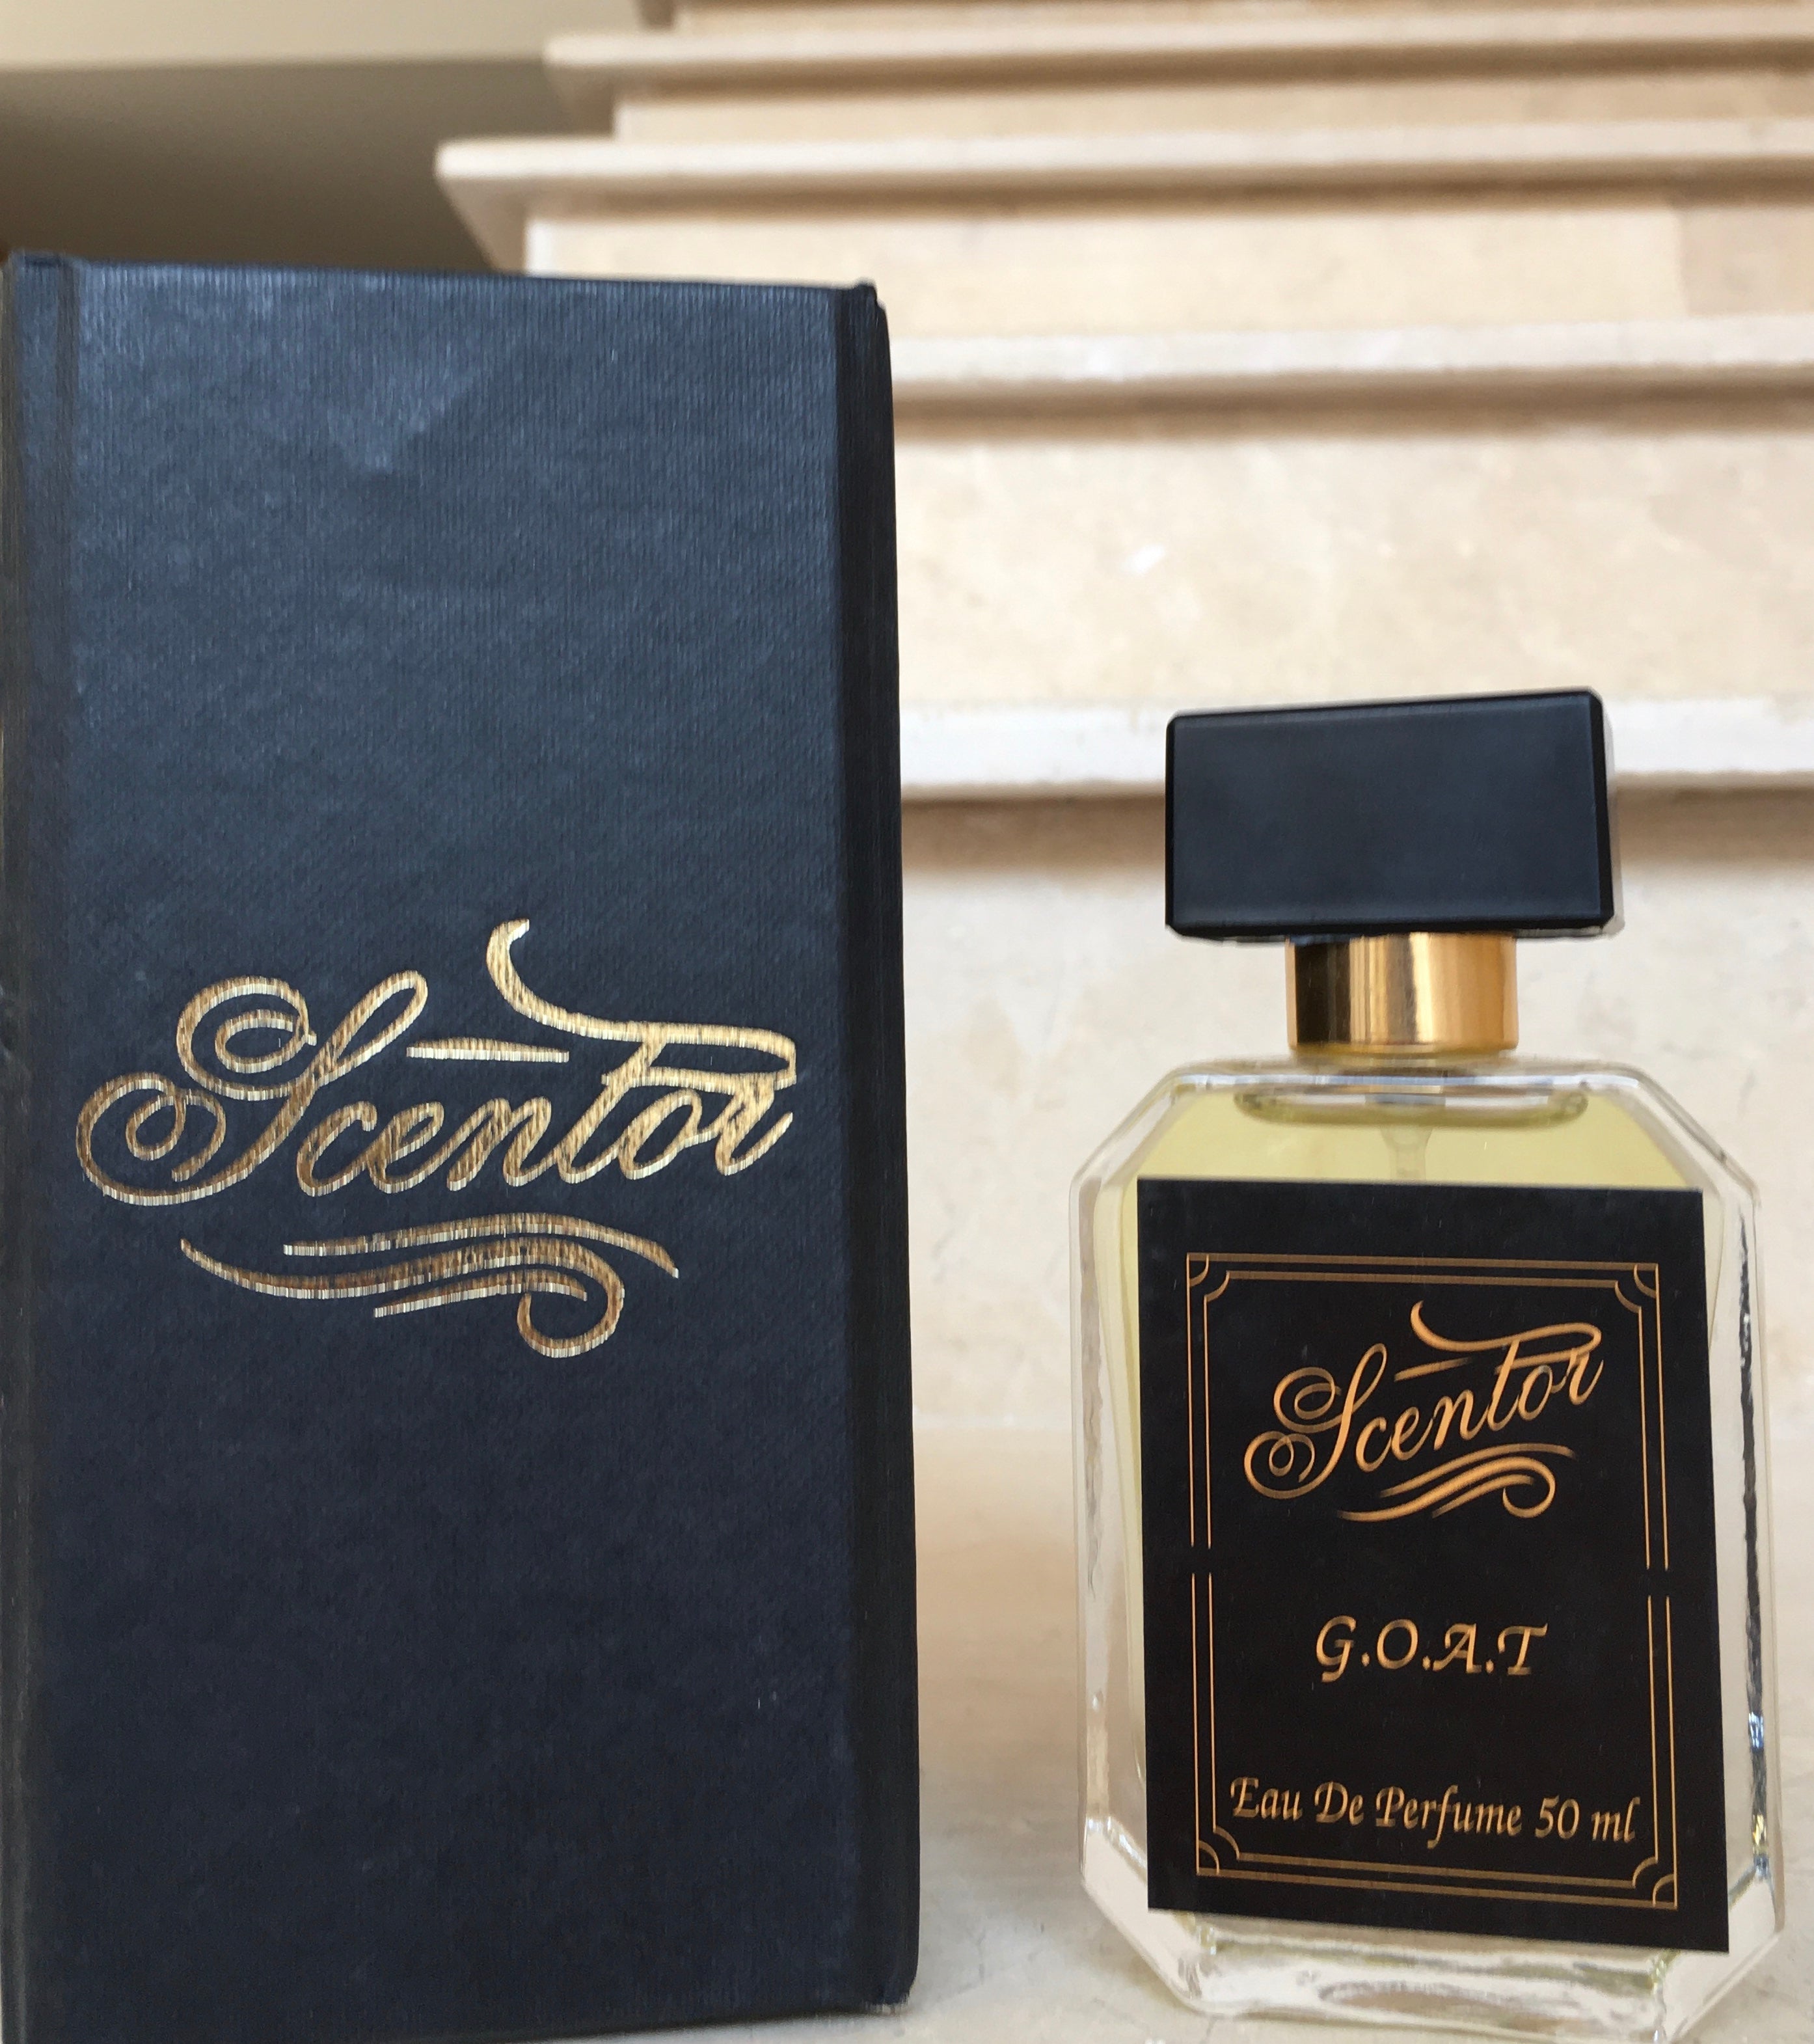 Scentor
Scentor
G.O.A.T
Eau De Perfume 50 ml